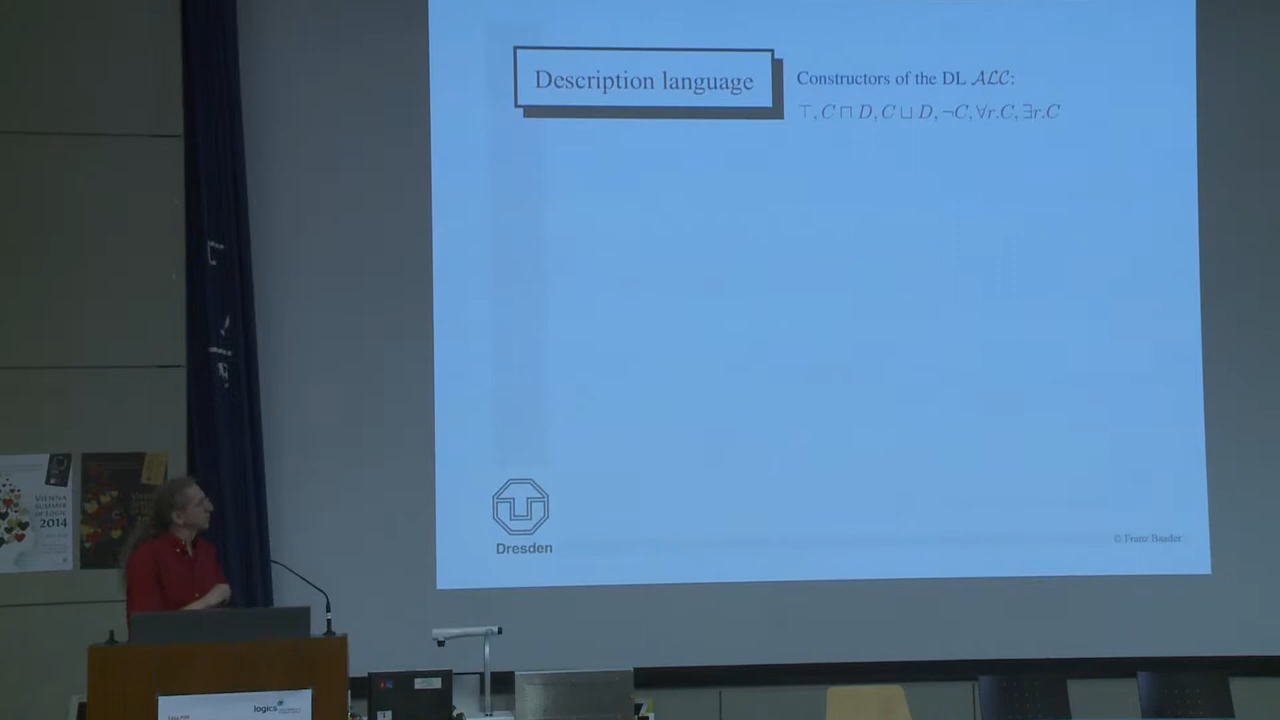 Description language
Constructors of the DL ALC:
⊤, C ⊓ D, C ⊔ D, ¬C, ∀r.C, ∃r.C
Dresden
© Franz Baader
VIENNA
SUMMER
OF LOGIC
2014
logics